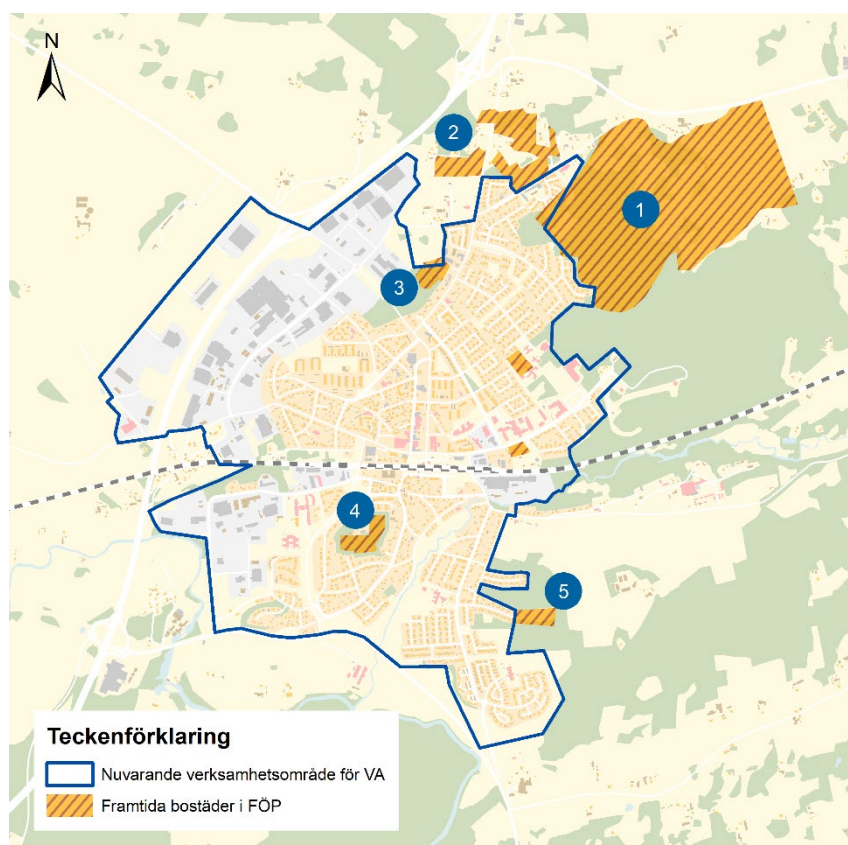 N
2
1
3
4
5
Teckenförklaring
Nuvarande verksamhetsområde för VA
Framtida bostäder i FÖP